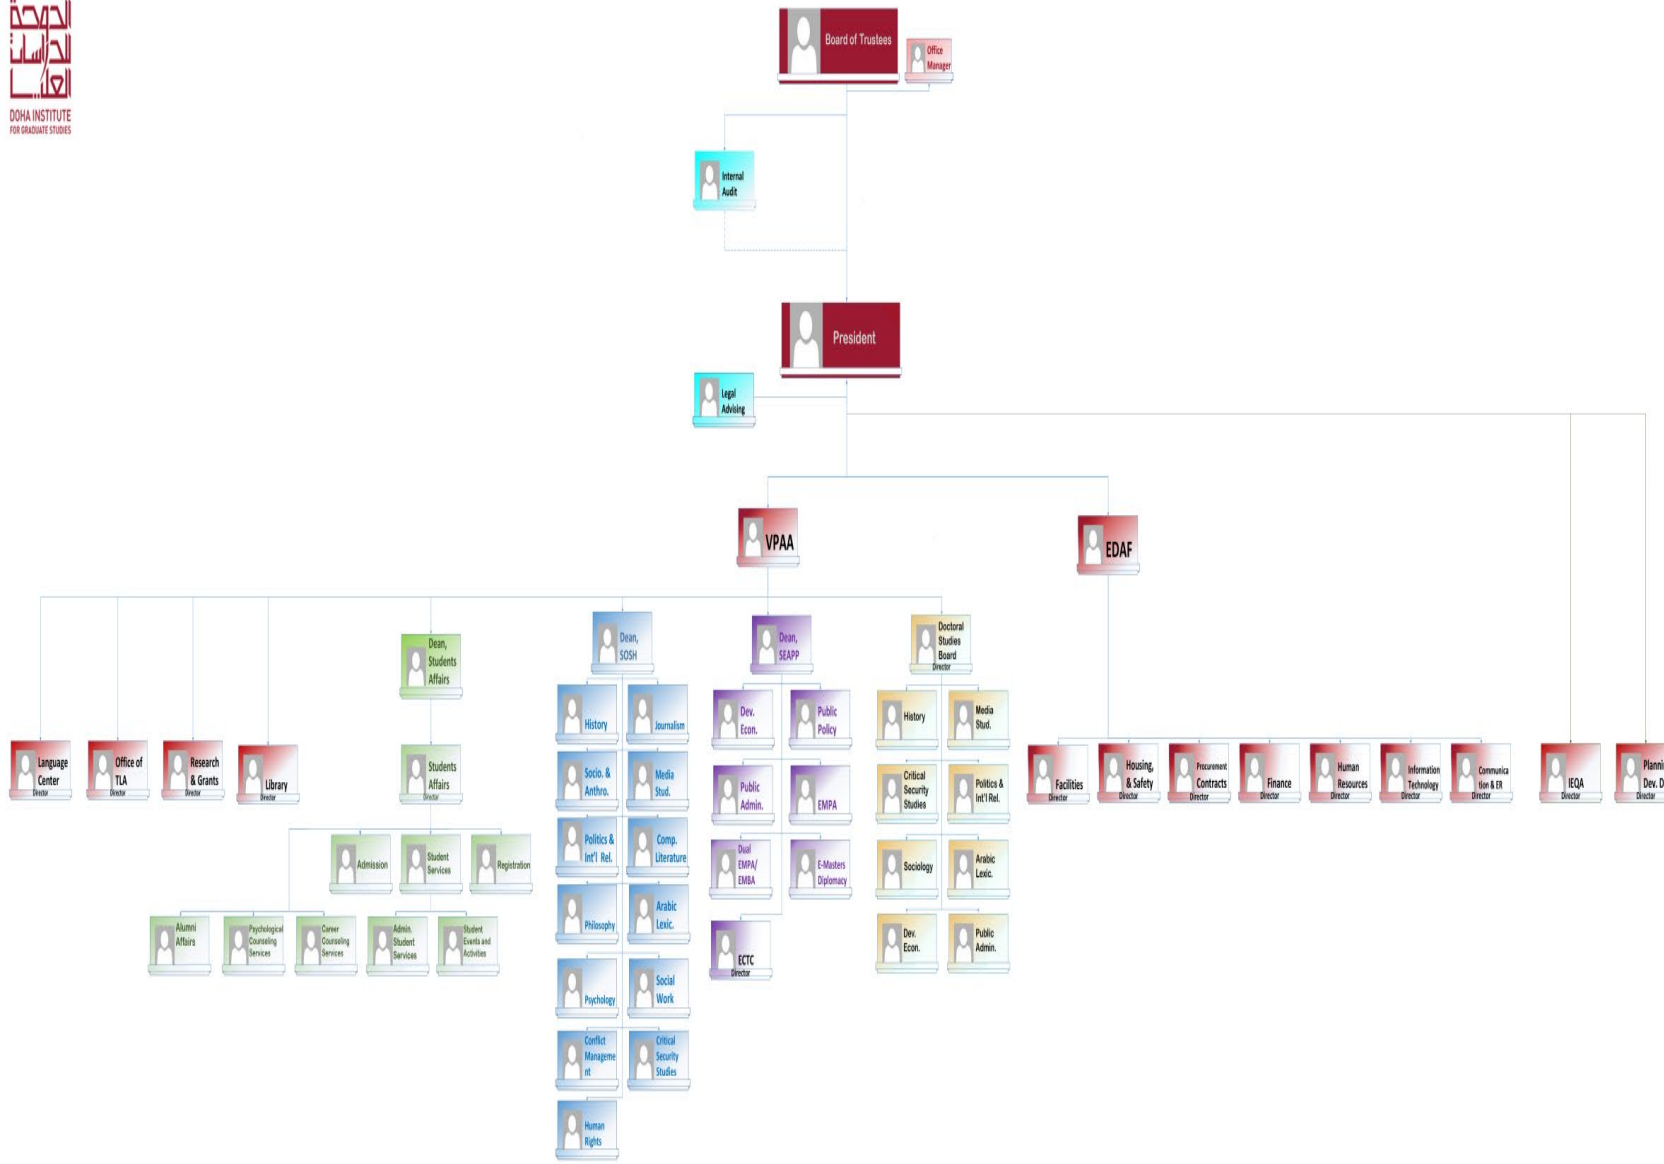 الدوحة
للدراسات
العليا
DOHA INSTITUTE
FOR GRADUATE STUDIES
Board of Trustees
Office
Manager
Internal
Audit
President
Legal
Advising
VPAA
EDAF
Dean,
Students
Affairs
Dean,
SOSH
Dean,
SEAPP
Doctoral
Studies
Board
Director
Language
Center
Director
Office of
TLA
Director
Research
& Grants
Director
Library
Director
Students
Affairs
Director
Admission
Student
Services
Registration
Alumni
Affairs
Psychological
Counseling
Services
Career
Counseling
Services
Admin.
Student
Services
Student
Events and
Activities
History
Journalism
Socio. &
Anthro.
Media
Stud.
Politics &
Int'l Rel.
Comp.
Literature
Philosophy
Arabic
Lexic.
Psychology
Social
Work
Conflict
Manageme
nt
Critical
Security
Studies
Human
Rights
Dev.
Econ.
Public
Policy
Public
Admin.
EMPA
Dual
EMPA/
EMBA
E-Masters
Diplomacy
ECTC
Director
History
Media
Stud.
Critical
Security
Studies
Politics &
Int'l Rel.
Sociology
Arabic
Lexic.
Dev.
Econ.
Public
Admin.
Facilities
Director
Housing,
& Safety
Director
Procurement
Contracts
Director
Finance
Director
Human
Resources
Director
Information
Technology
Director
Communica
tion & ER
Director
IEQA
Director
Plannin
Dev. D
Director